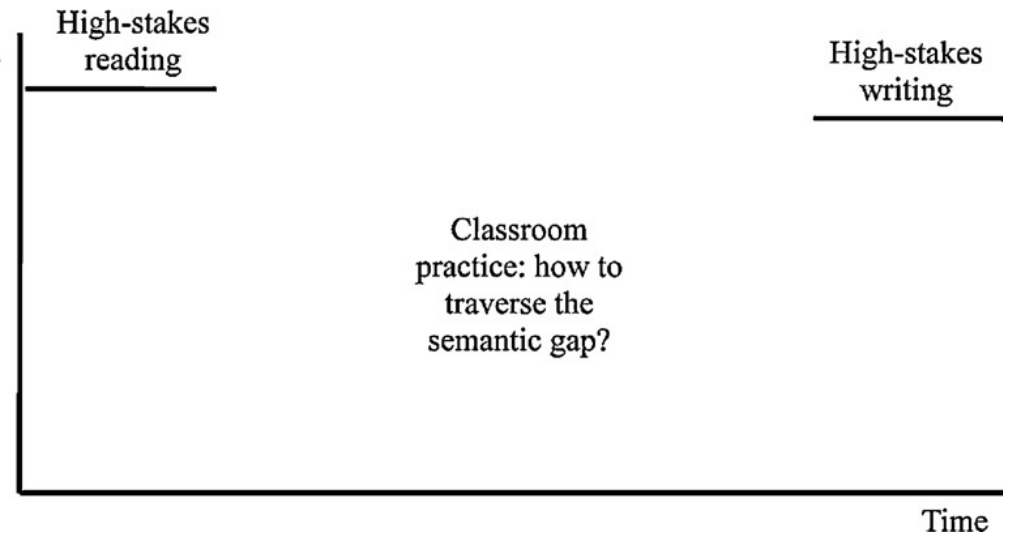 High-stakes
reading
High-stakes
writing
Classroom
practice: how to
traverse the
semantic gap?
Time